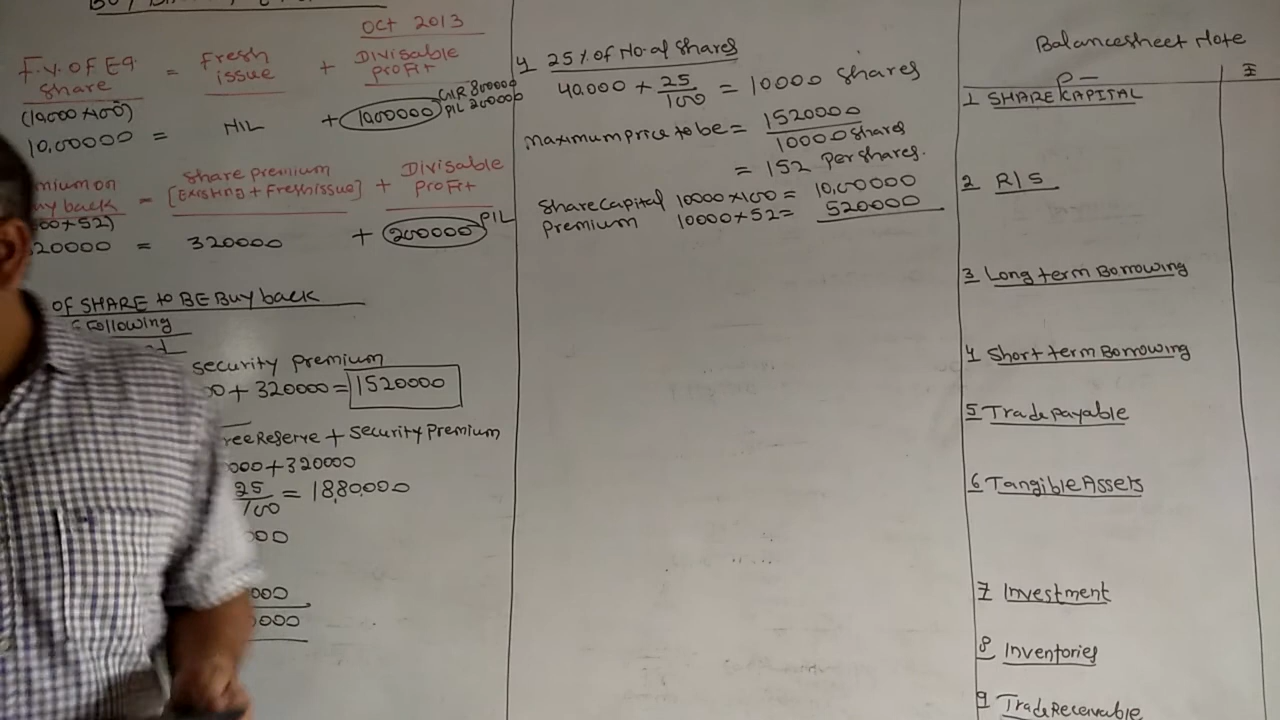 OCT 2013
F.V. OF Eq. = Fresh + Divisable
share issue profit
(10,000 x 100) G/R 800000
10,00000 = NIL + 1000000 P/L 200000
mium on = share premium + Divisable
uy back [Existing + Fresh issue] profit
00 x 52)
20000 = 320000 + 200000 P/L
OF SHARE to BE Buy back
Following
security premium
00 + 320000 = 1520000
ree Reserve + security premium
000 + 320000
25/100 = 18,80,000
000
000
0000
4 25% of No. of shares
40,000 + 25/100 = 10000 shares
maximum price to be = 1520000
10000 shares
= 152 per shares.
share capital 10000 x 100 = 10,00000
premium 10000 x 52 = 520000
Balancesheet Note
P —
1 SHARE CAPITAL
2 R/S
3 Long term Borrowing
4 Short term Borrowing
5 Trade payable
6 Tangible Assets
7 Investment
8 Inventories
9 Trade Receivable